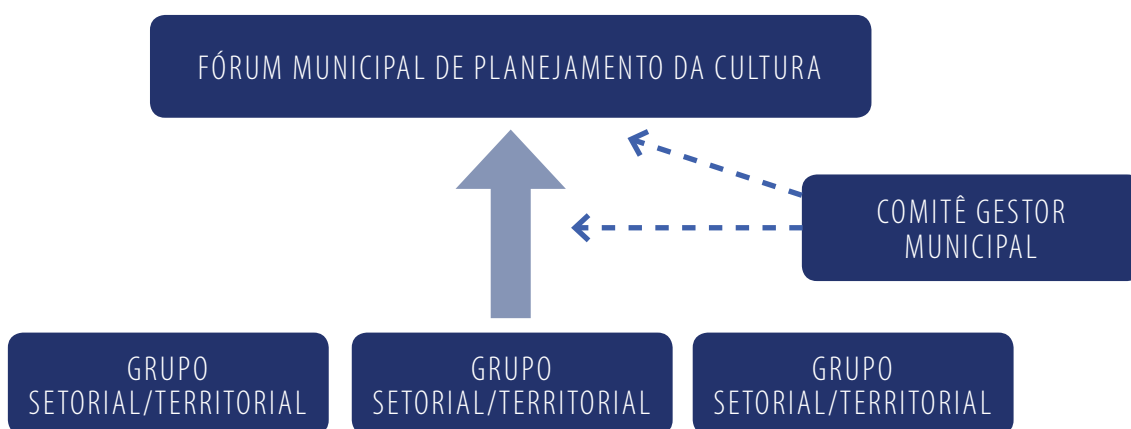 FÓRUM MUNICIPAL DE PLANEJAMENTO DA CULTURA
COMITÊ GESTOR
MUNICIPAL
GRUPO
SETORIAL/TERRITORIAL
GRUPO
SETORIAL/TERRITORIAL
GRUPO
SETORIAL/TERRITORIAL